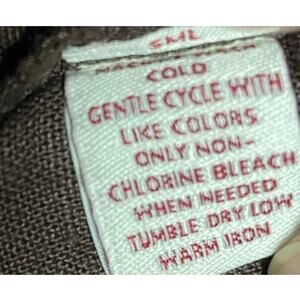 SML
COLD
GENTLE CYCLE WITH
LIKE COLORS
ONLY NON-
CHLORINE BLEACH
WHEN NEEDED
TUMBLE DRY LOW
WARM IRON